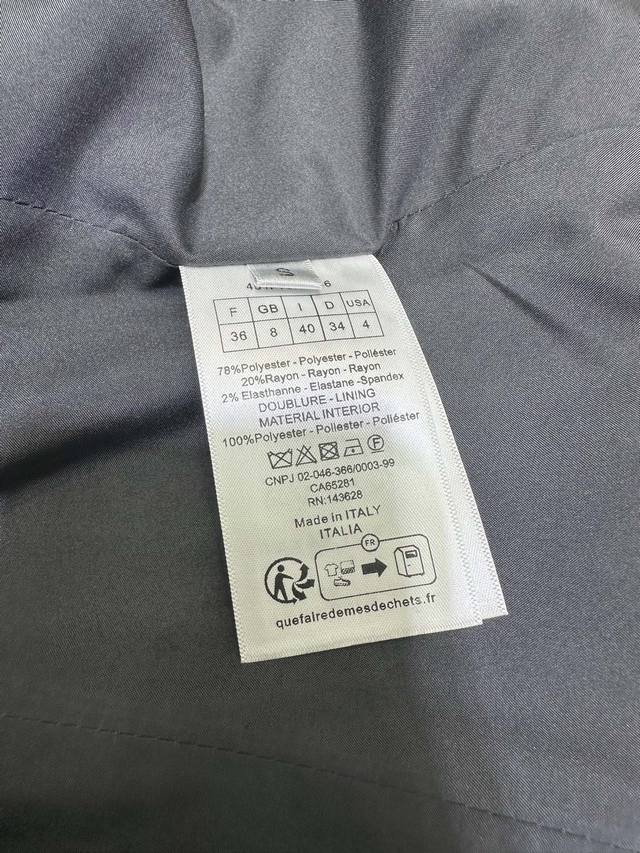 S
F GB I D USA
36 8 40 34 4
78%Polyester - Polyester - Poliéster
20%Rayon - Rayon - Rayon
2% Elasthanne - Elastane -Spandex
DOUBLURE - LINING
MATERIAL INTERIOR
100%Polyester - Poliester - Poliéster
F
CNPJ 02-046-366/0003-99
CA65281
RN:143628
Made in ITALY
ITALIA
FR
quefairedemesdechets.fr